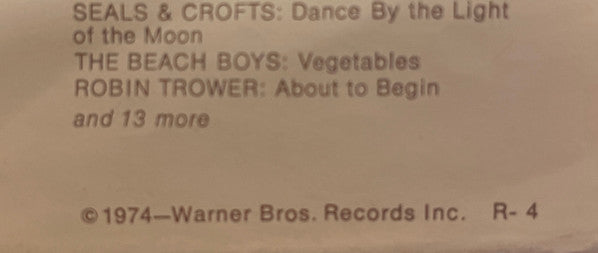 SEALS & CROFTS: Dance By the Light
of the Moon
THE BEACH BOYS: Vegetables
ROBIN TROWER: About to Begin
and 13 more
©1974—Warner Bros. Records Inc. R- 4